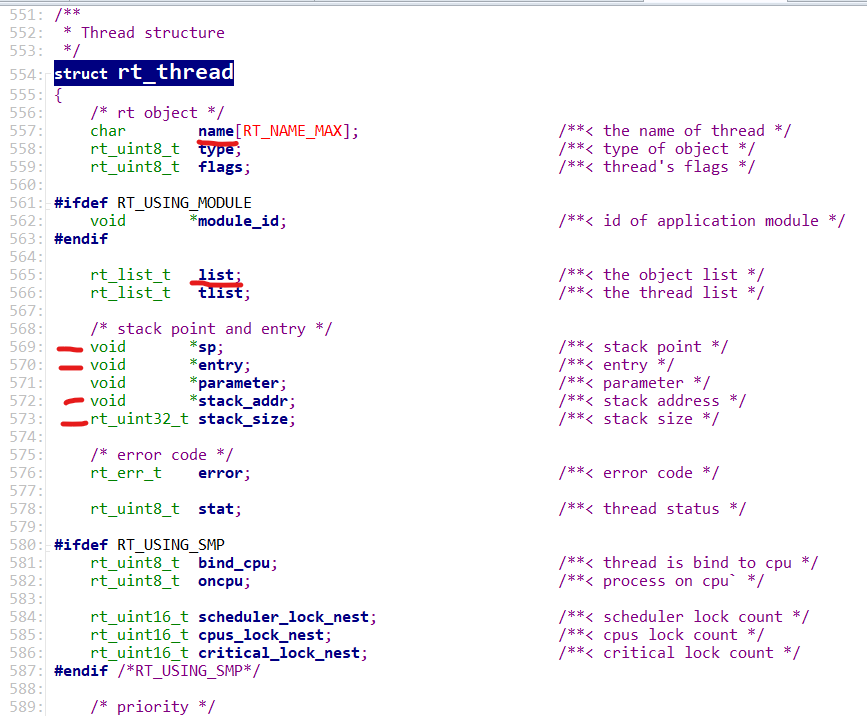 551: /**
552:  * Thread structure
553:  */
554: struct rt_thread
555: {
556:     /* rt object */
557:     char        name[RT_NAME_MAX];                      /**< the name of thread */
558:     rt_uint8_t  type;                                   /**< type of object */
559:     rt_uint8_t  flags;                                  /**< thread's flags */
560:
561: #ifdef RT_USING_MODULE
562:     void       *module_id;                              /**< id of application module */
563: #endif
564:
565:     rt_list_t   list;                                   /**< the object list */
566:     rt_list_t   tlist;                                  /**< the thread list */
567:
568:     /* stack point and entry */
569:     void       *sp;                                     /**< stack point */
570:     void       *entry;                                  /**< entry */
571:     void       *parameter;                              /**< parameter */
572:     void       *stack_addr;                             /**< stack address */
573:     rt_uint32_t stack_size;                             /**< stack size */
574:
575:     /* error code */
576:     rt_err_t    error;                                  /**< error code */
577:
578:     rt_uint8_t  stat;                                   /**< thread status */
579:
580: #ifdef RT_USING_SMP
581:     rt_uint8_t  bind_cpu;                               /**< thread is bind to cpu */
582:     rt_uint8_t  oncpu;                                  /**< process on cpu` */
583:
584:     rt_uint16_t scheduler_lock_nest;                    /**< scheduler lock count */
585:     rt_uint16_t cpus_lock_nest;                         /**< cpus lock count */
586:     rt_uint16_t critical_lock_nest;                     /**< critical lock count */
587: #endif /*RT_USING_SMP*/
588:
589:     /* priority */